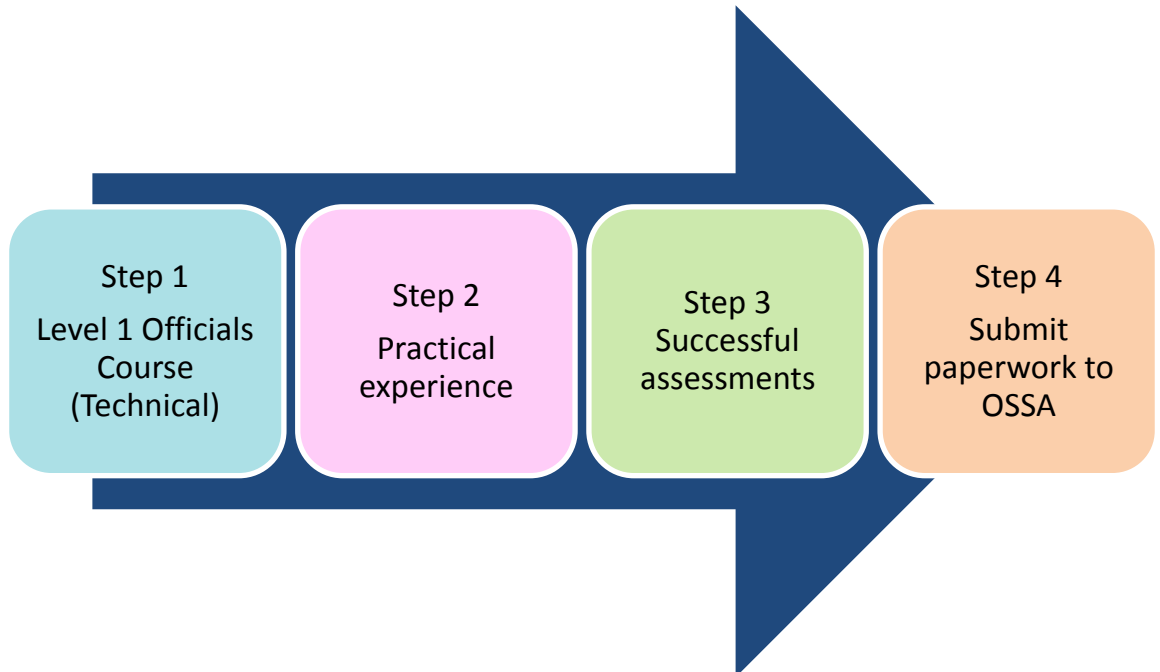 Step 1
Level 1 Officials
Course
(Technical)
Step 2
Practical
experience
Step 3
Successful
assessments
Step 4
Submit
paperwork to
OSSA